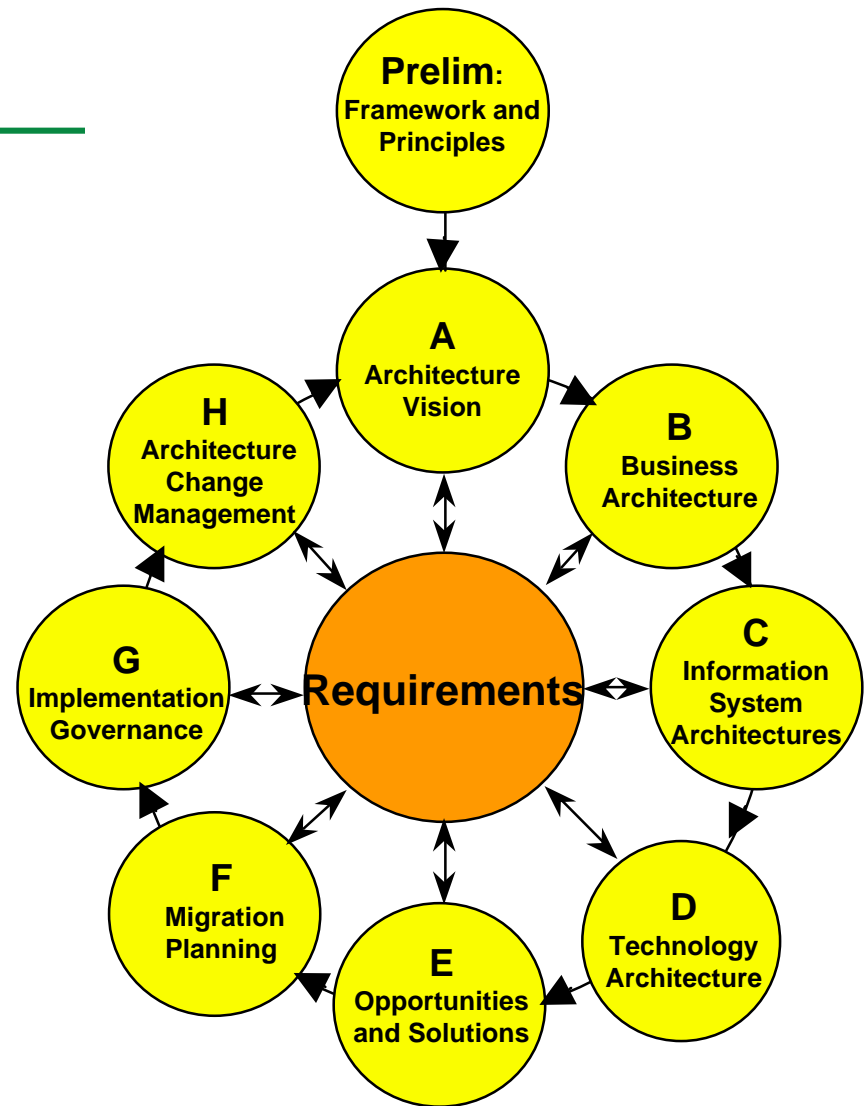 Prelim:
Framework and
Principles
A
Architecture
Vision
B
Business
Architecture
C
Information
System
Architectures
D
Technology
Architecture
E
Opportunities
and Solutions
F
Migration
Planning
G
Implementation
Governance
H
Architecture
Change
Management
Requirements